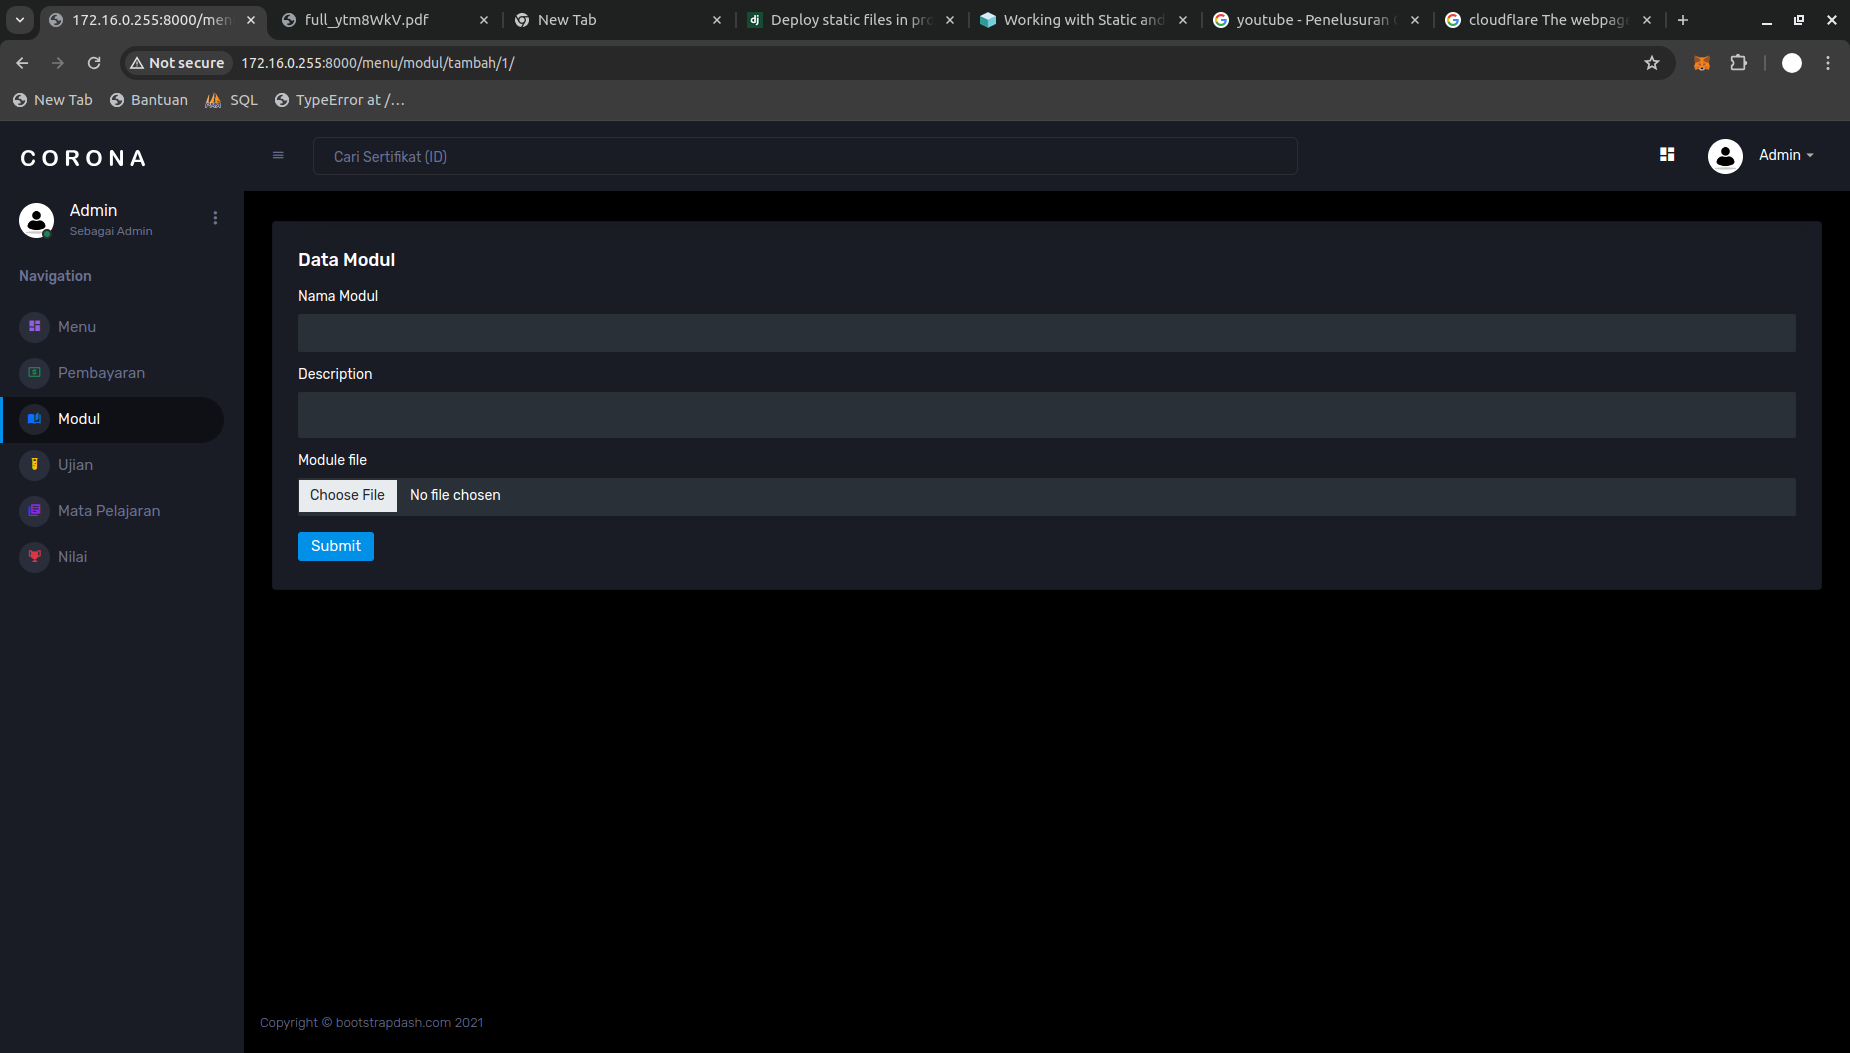 172.16.0.255:8000/men
full_ytm8WkV.pdf
New Tab
dj
Deploy static files in pro
Working with Static and
youtube - Penelusuran G
cloudflare The webpage
Not secure
172.16.0.255:8000/menu/modul/tambah/1/
New Tab
Bantuan
SQL
TypeError at /...
CORONA
Cari Sertifikat (ID)
Admin
Admin
Sebagai Admin
Navigation
Menu
Pembayaran
Modul
Ujian
Mata Pelajaran
Nilai
Data Modul
Nama Modul
Description
Module file
Choose File
No file chosen
Submit
Copyright © bootstrapdash.com 2021